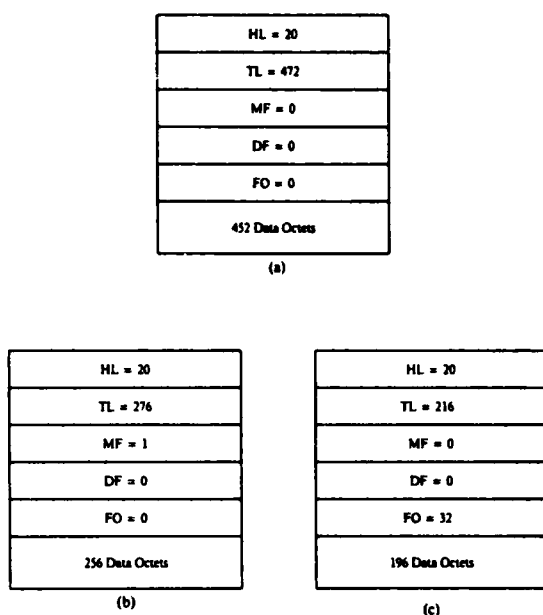 HL = 20
TL = 472
MF = 0
DF = 0
FO = 0
452 Data Octets
(a)
HL = 20
TL = 276
MF = 1
DF = 0
FO = 0
256 Data Octets
(b)
HL = 20
TL = 216
MF = 0
DF = 0
FO = 32
196 Data Octets
(c)